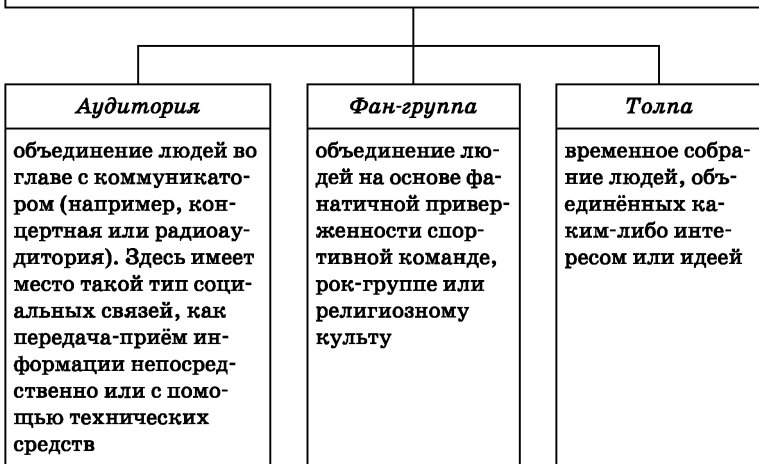 Аудитория
объединение людей во
главе с коммуникато-
ром (например, кон-
цертная или радиоау-
дитория). Здесь имеет
место такой тип соци-
альных связей, как
передача-приём ин-
формации непосред-
ственно или с помо-
щью технических
средств
Фан-группа
объединение лю-
дей на основе фа-
натичной привер-
женности спор-
тивной команде,
рок-группе или
религиозному
культу
Толпа
временное собра-
ние людей, объ-
единённых ка-
ким-либо инте-
ресом или идеей